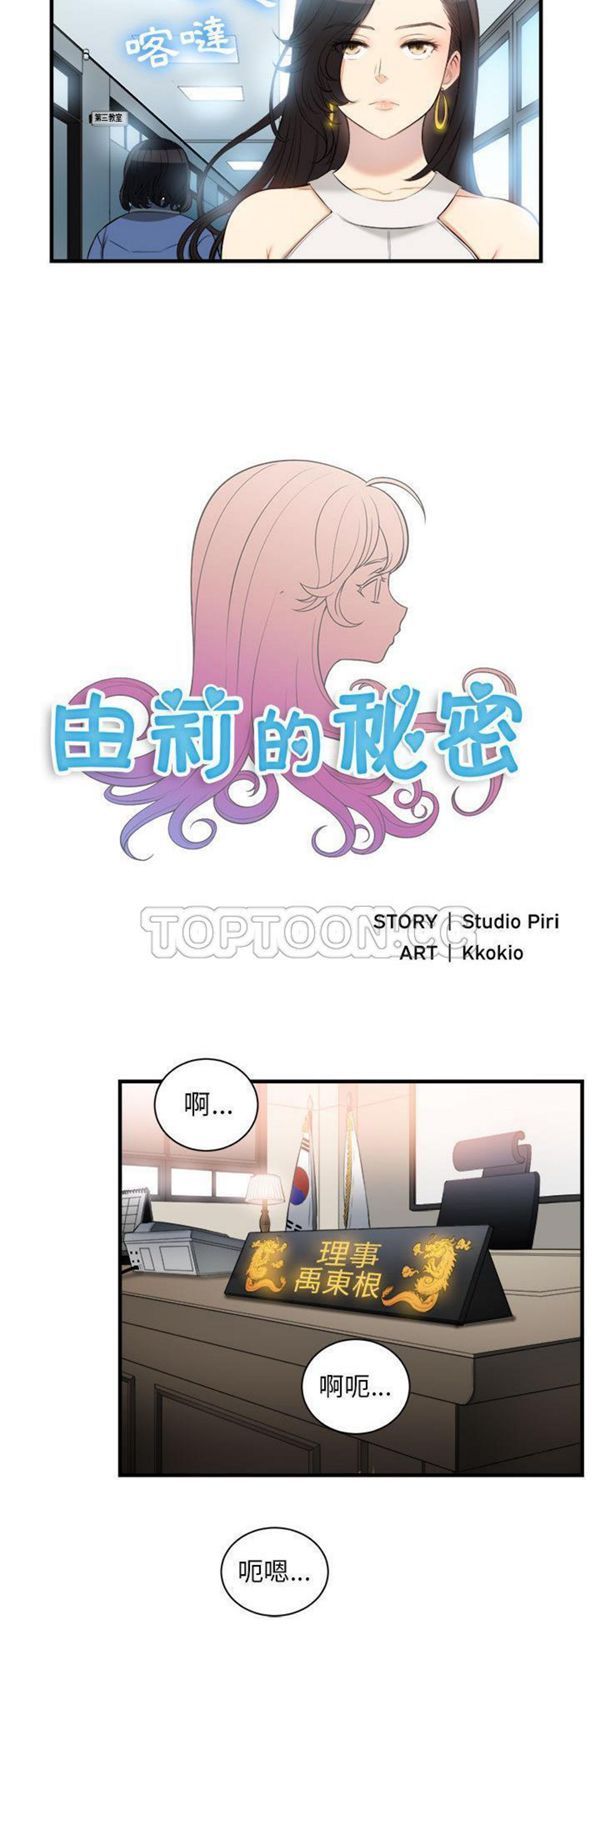 喀噠
第三教室
由莉的秘密
TOPTOON.CC
STORY | Studio Piri
ART | Kkokio
啊...
理事
禹東根
啊呃...
呃嗯...